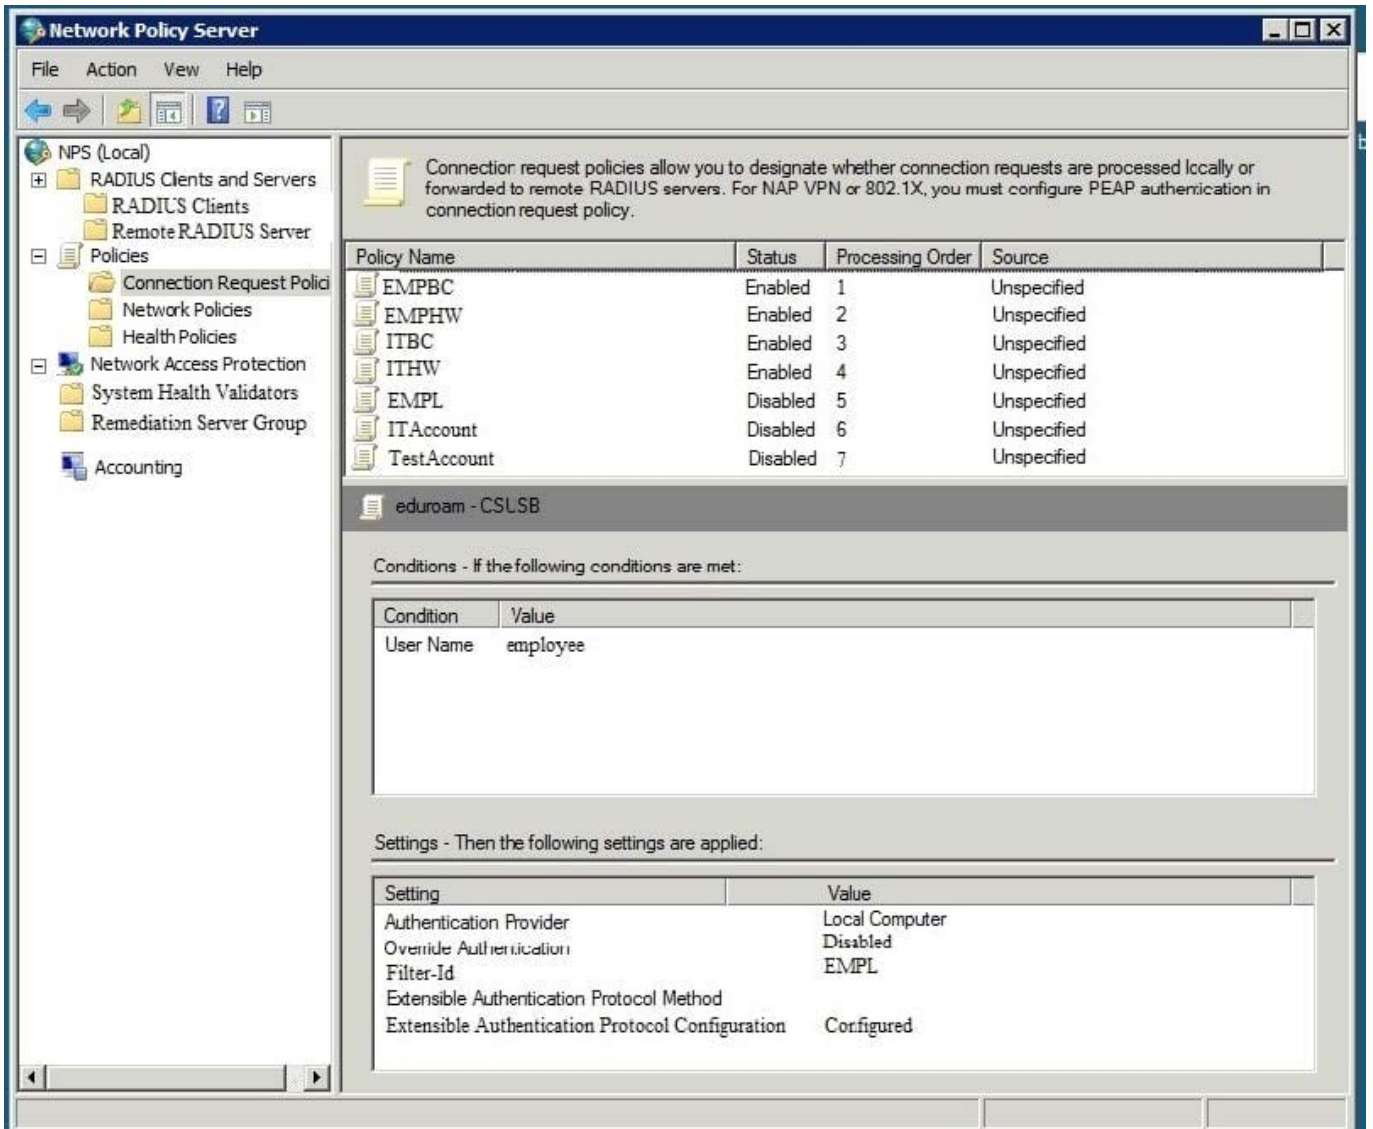 Network Policy Server
File Action Vew Help
NPS (Local)
RADIUS Clients and Servers
RADIUS Clients
Remote RADIUS Server
Policies
Connection Request Polici
Network Policies
Health Policies
Network Access Protection
System Health Validators
Remediation Server Group
Accounting
Connection request policies allow you to designate whether connection requests are processed locally or
forwarded to remote RADIUS servers. For NAP VPN or 802.1X, you must configure PEAP authentication in
connection request policy.
Policy Name Status Processing Order Source
EMPBC Enabled 1 Unspecified
EMPHW Enabled 2 Unspecified
ITBC Enabled 3 Unspecified
ITHW Enabled 4 Unspecified
EMPL Disabled 5 Unspecified
ITAccount Disabled 6 Unspecified
TestAccount Disabled 7 Unspecified
eduroam - CSUSB
Conditions - If the following conditions are met:
Condition Value
User Name employee
Settings - Then the following settings are applied:
Setting Value
Authentication Provider Local Computer
Override Authentication Disabled
Filter-Id EMPL
Extensible Authentication Protocol Method
Extensible Authentication Protocol Configuration Configured